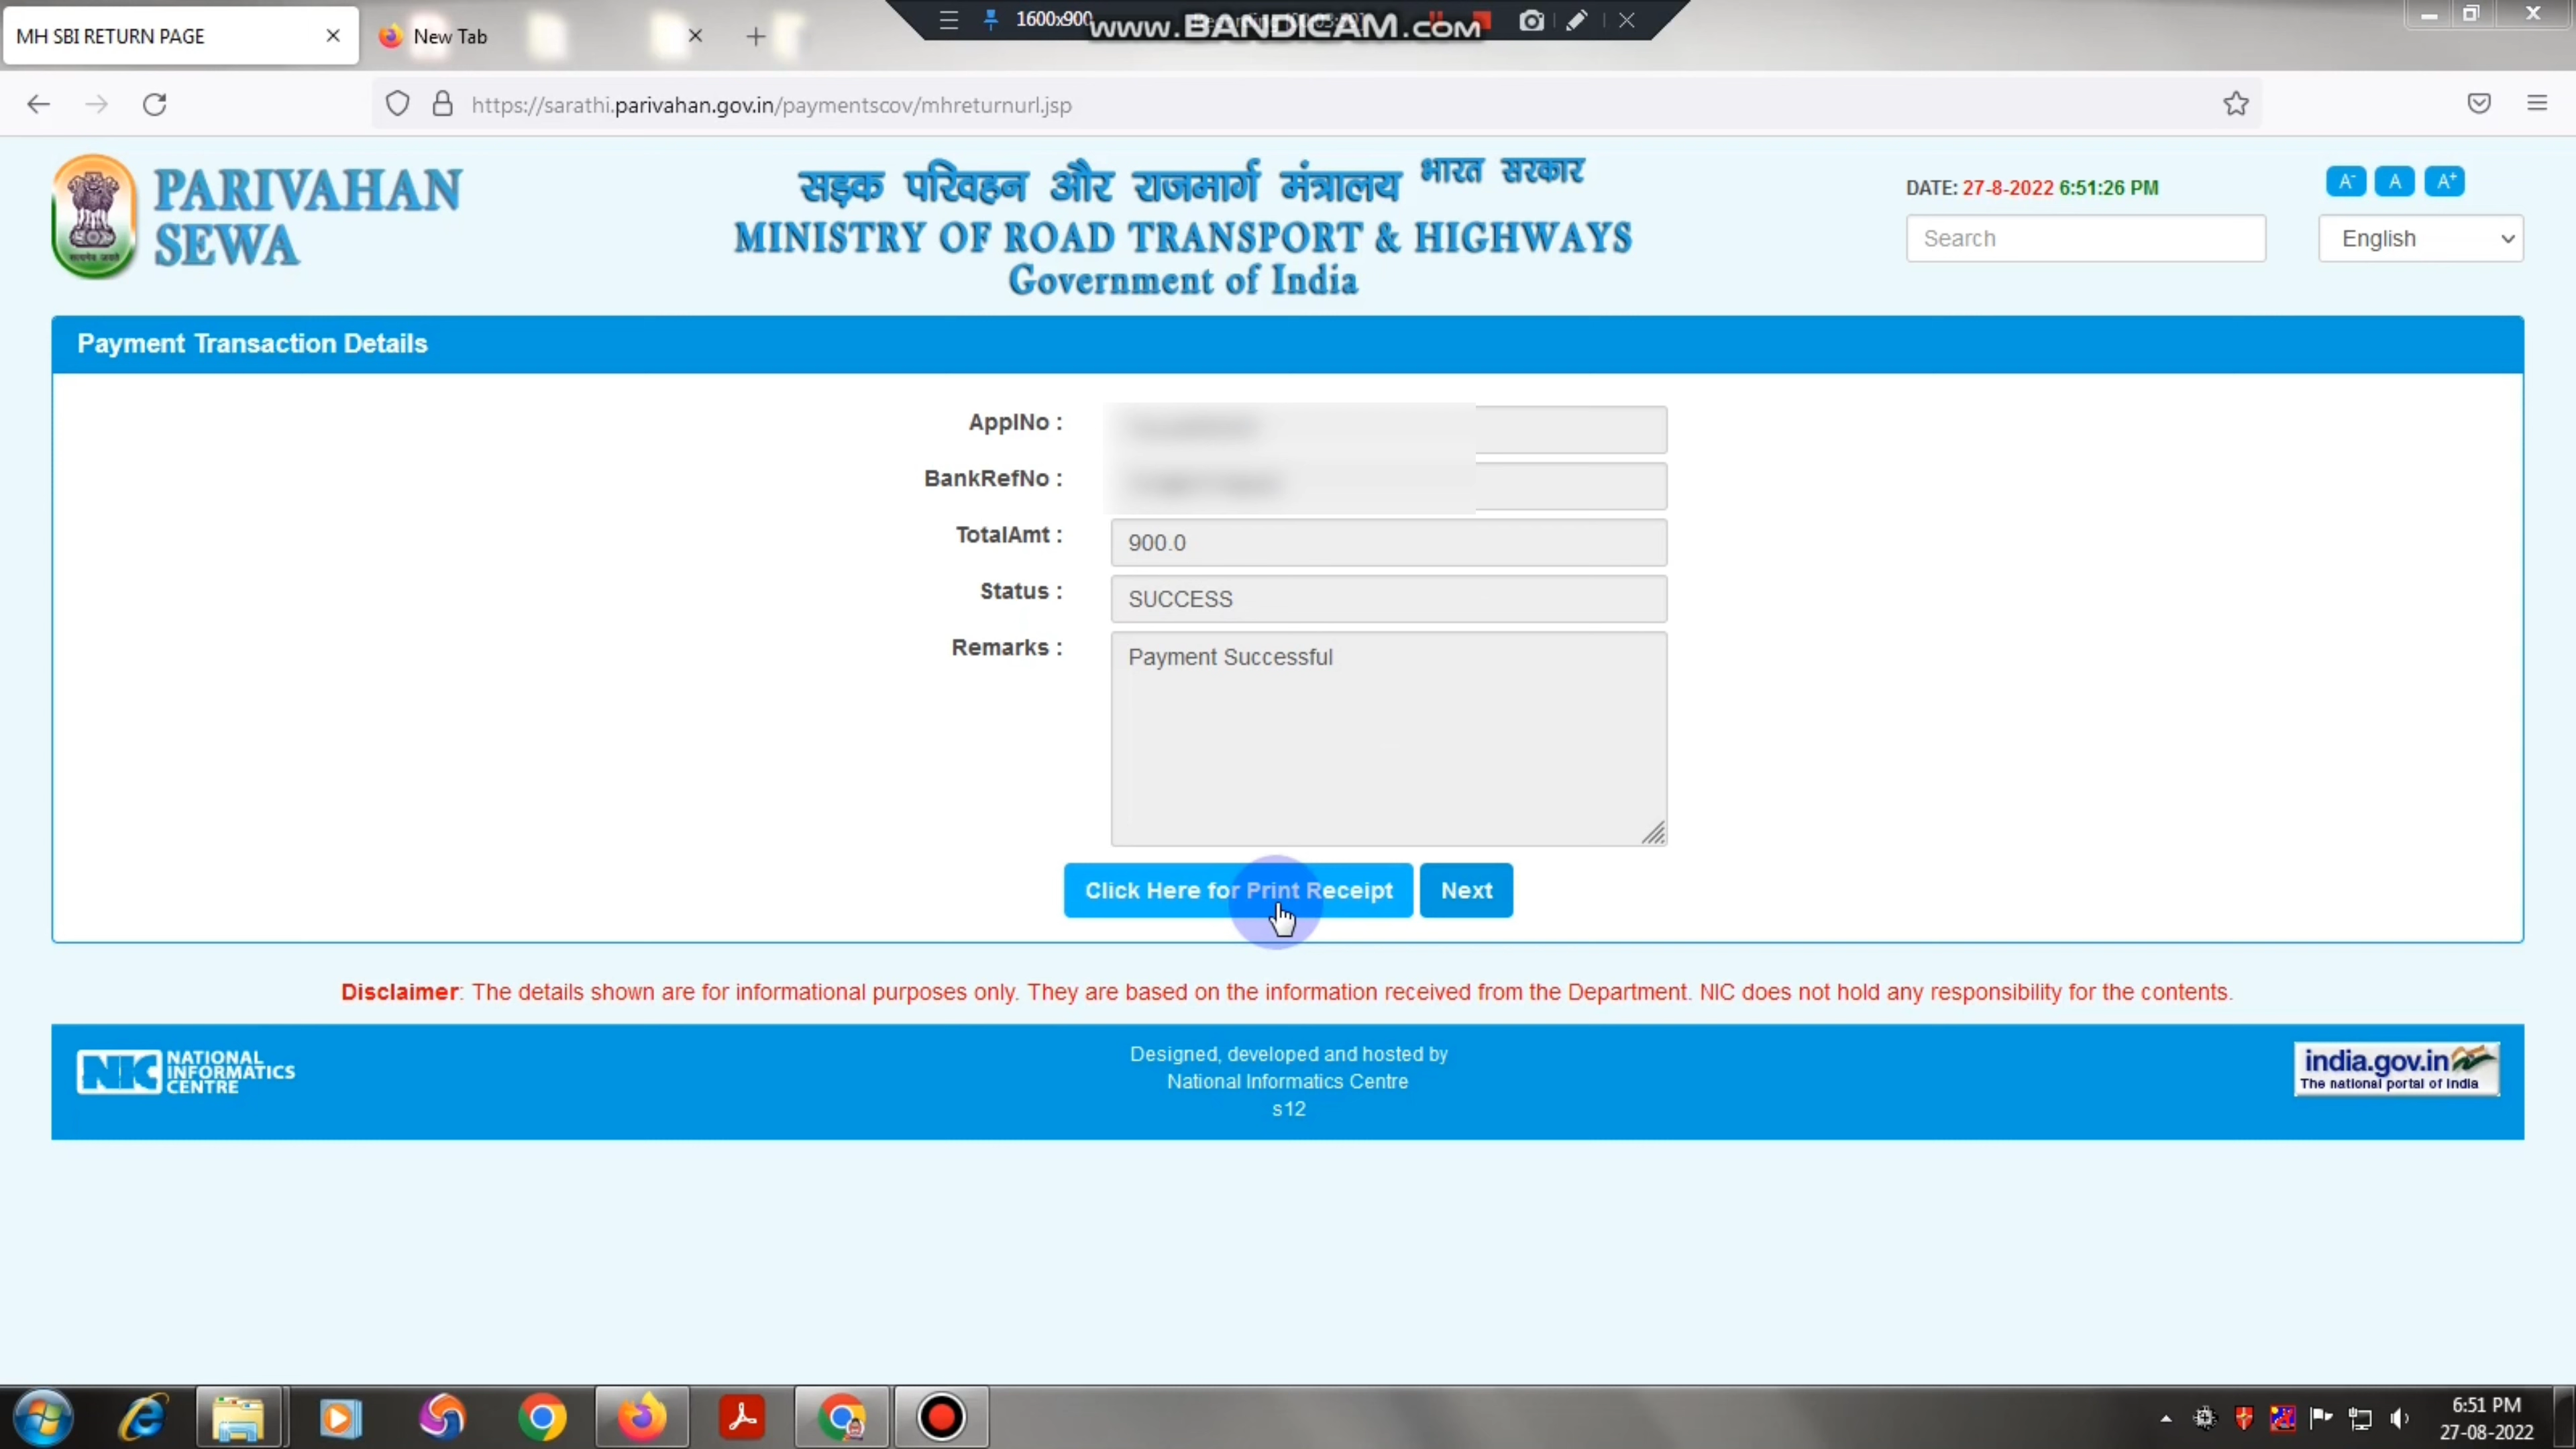 MH SBI RETURN PAGE
New Tab
1600x900
www.BANDICAM.com
https://sarathi.parivahan.gov.in/paymentscov/mhreturnurl.jsp
PARIVAHAN
SEWA
सत्यमेव जयते
सड़क परिवहन और राजमार्ग मंत्रालय भारत सरकार
MINISTRY OF ROAD TRANSPORT & HIGHWAYS
Government of India
DATE: 27-8-2022 6:51:26 PM
A- A A+
Search
English
Payment Transaction Details
ApplNo :
BankRefNo :
TotalAmt : 900.0
Status : SUCCESS
Remarks : Payment Successful
Click Here for Print Receipt Next
Disclaimer: The details shown are for informational purposes only. They are based on the information received from the Department. NIC does not hold any responsibility for the contents.
NIC NATIONAL
INFORMATICS
CENTRE
Designed, developed and hosted by
National Informatics Centre
s12
india.gov.in
The national portal of India
6:51 PM
27-08-2022